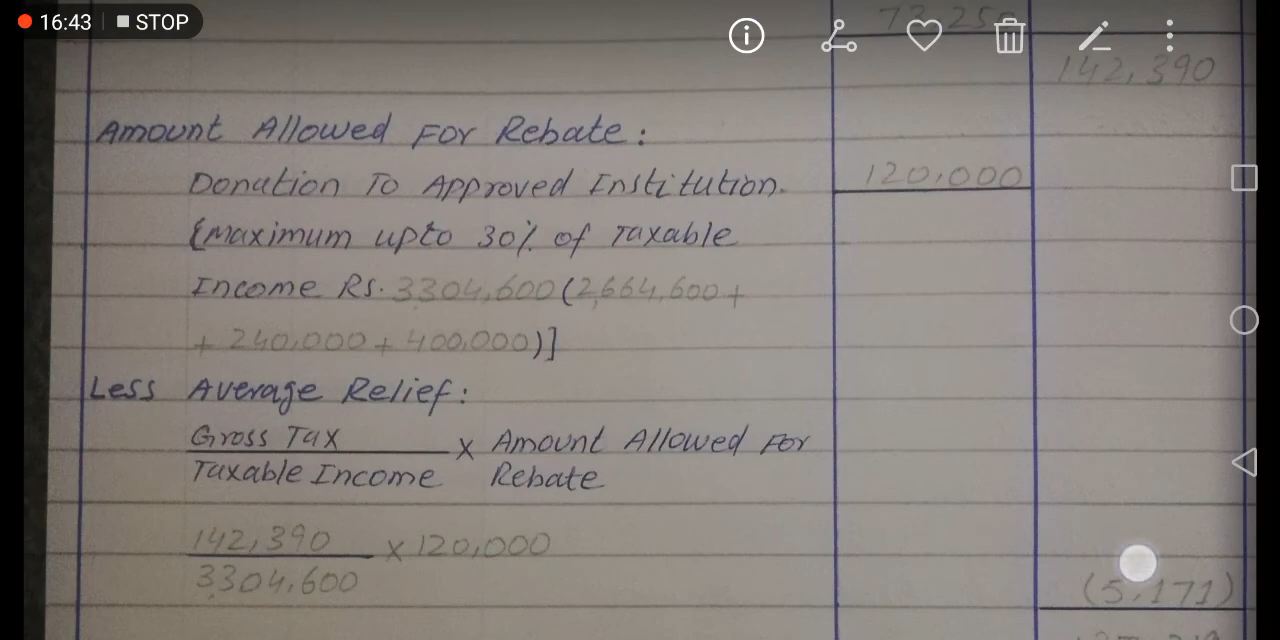 16:43 STOP
142,390
Amount Allowed For Rebate:
Donation To Approved Institution. 120,000
[Maximum upto 30% of Taxable
Income Rs. 3304,600 (2,664,600 +
+ 240,000 + 400,000)]
Less Average Relief:
Gross Tax × Amount Allowed For
Taxable Income Rebate
142,390 × 120,000
3304,600
(5,171)